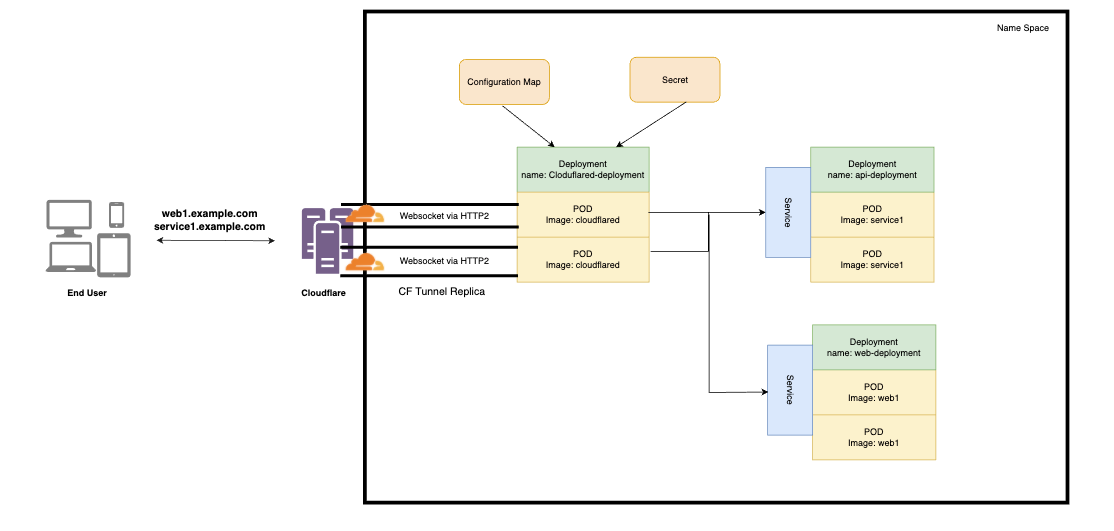 Name Space
Configuration Map
Secret
Deployment
name: Cloduflared-deployment
POD
Image: cloudflared
POD
Image: cloudflared
Websocket via HTTP2
Websocket via HTTP2
CF Tunnel Replica
web1.example.com
service1.example.com
End User
Cloudflare
Service
Deployment
name: api-deployment
POD
Image: service1
POD
Image: service1
Service
Deployment
name: web-deployment
POD
Image: web1
POD
Image: web1